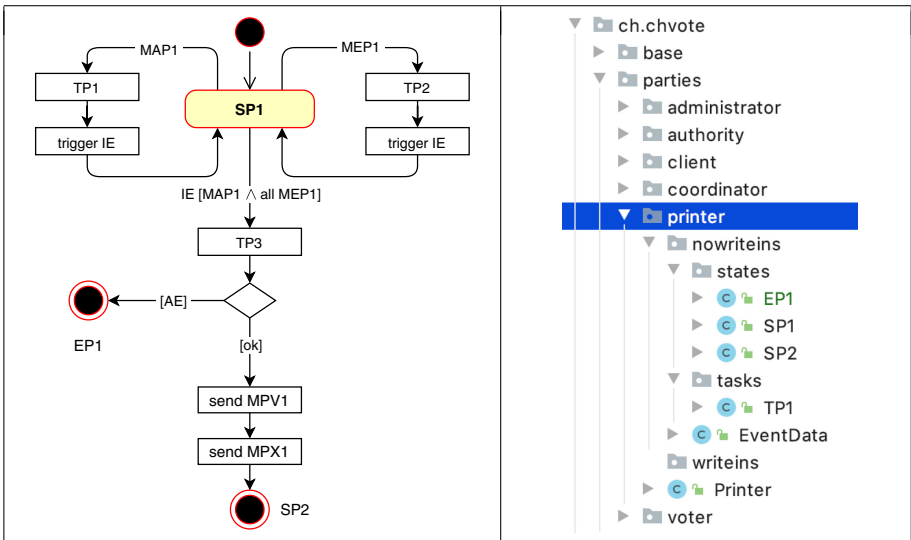 MAP1
MEP1
TP1
TP2
SP1
trigger IE
trigger IE
IE [MAP1 ∧ all MEP1]
TP3
[AE]
EP1
[ok]
send MPV1
send MPX1
SP2
ch.chvote
base
parties
administrator
authority
client
coordinator
printer
nowriteins
states
C EP1
C SP1
C SP2
tasks
C TP1
C EventData
writeins
C Printer
voter